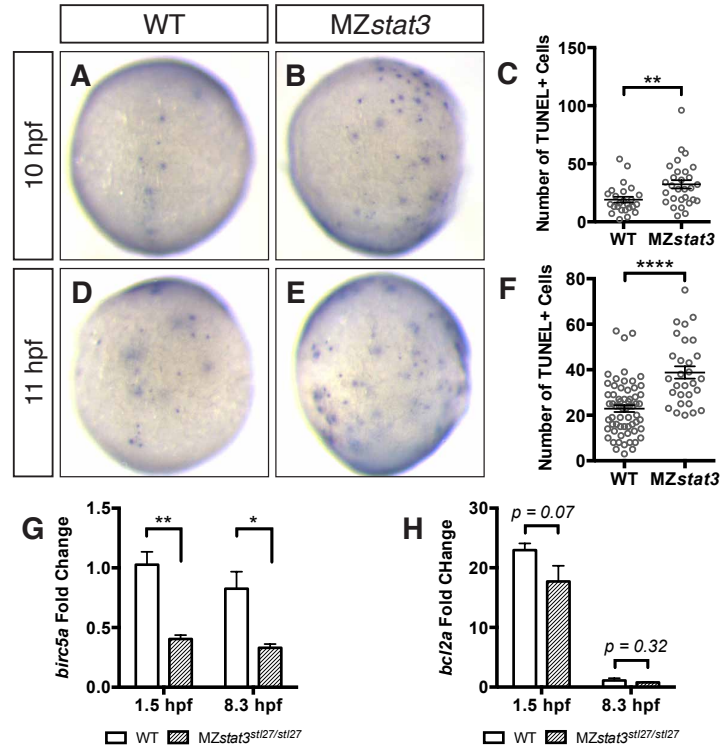 WT
MZstat3
10 hpf
11 hpf
A
B
C
Number of TUNEL+ Cells
150
100
50
0
**
WT MZstat3
D
E
F
Number of TUNEL+ Cells
80
60
40
20
0
****
WT MZstat3
G
birc5a Fold Change
1.5
1.0
0.5
0.0
**
*
1.5 hpf 8.3 hpf
WT MZstat3stl27/stl27
H
bcl2a Fold CHange
30
20
10
0
p = 0.07
p = 0.32
1.5 hpf 8.3 hpf
WT MZstat3stl27/stl27